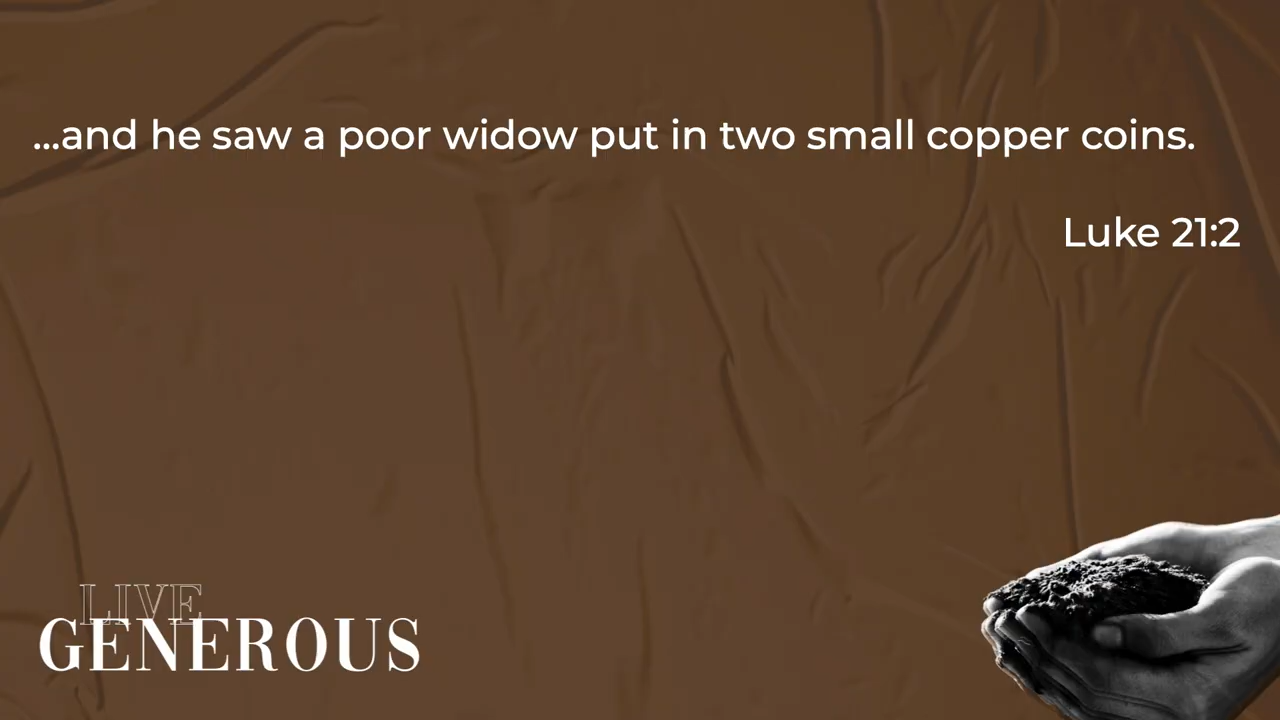 ...and he saw a poor widow put in two small copper coins.
Luke 21:2
LIVE
GENEROUS